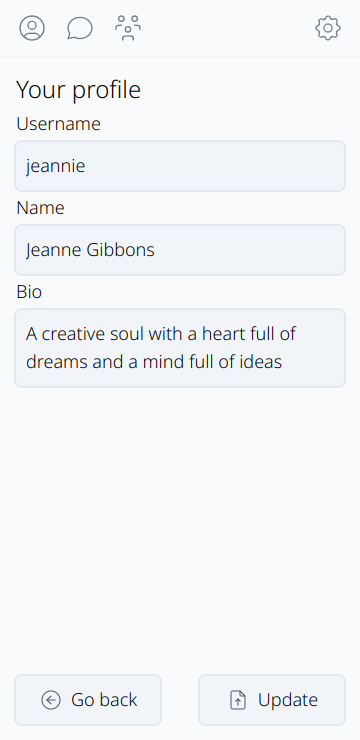 Your profile
Username
jeannie
Name
Jeanne Gibbons
Bio
A creative soul with a heart full of
dreams and a mind full of ideas
Go back
Update